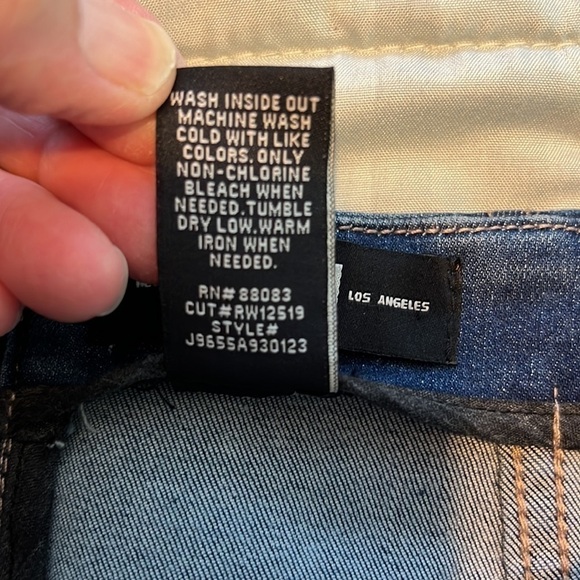 WASH INSIDE OUT
MACHINE WASH
COLD WITH LIKE
COLORS. ONLY
NON-CHLORINE
BLEACH WHEN
NEEDED. TUMBLE
DRY LOW. WARM
IRON WHEN
NEEDED.
RN# 88083
CUT# RW12519
STYLE#
J9655A930123
LOS ANGELES